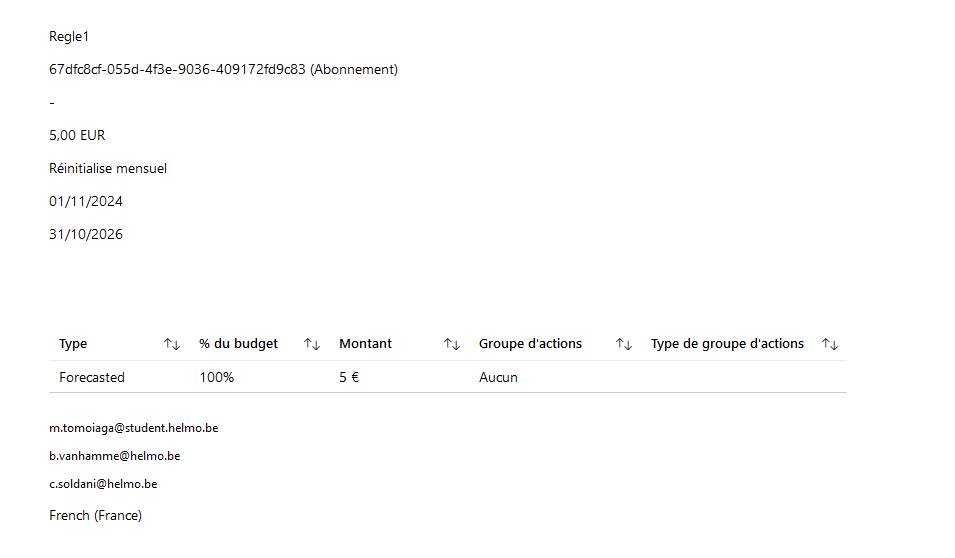 Regle1
67dfc8cf-055d-4f3e-9036-409172fd9c83 (Abonnement)
-
5,00 EUR
Réinitialise mensuel
01/11/2024
31/10/2026
Type ↑↓ % du budget ↑↓ Montant ↑↓ Groupe d'actions ↑↓ Type de groupe d'actions ↑↓
Forecasted 100% 5 € Aucun
m.tomoiaga@student.helmo.be
b.vanhamme@helmo.be
c.soldani@helmo.be
French (France)